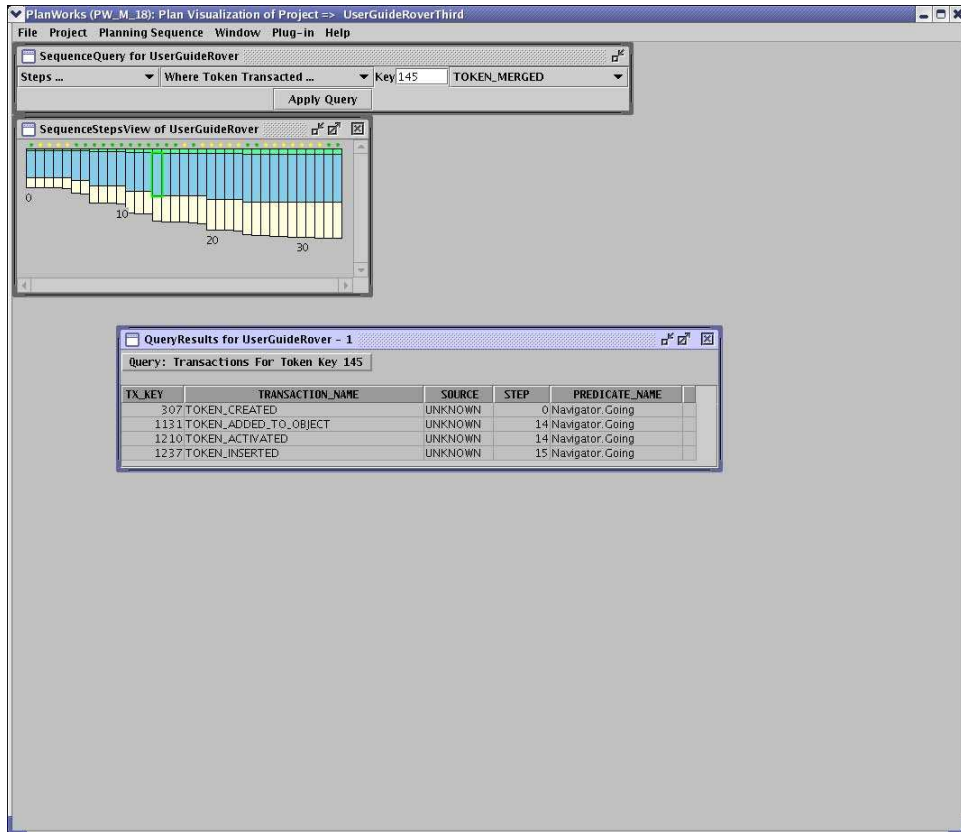 PlanWorks (PW_M_18): Plan Visualization of Project => UserGuideRoverThird
File Project Planning Sequence Window Plug-in Help
SequenceQuery for UserGuideRover
Steps ... Where Token Transacted ... Key 145 TOKEN_MERGED
Apply Query
SequenceStepsView of UserGuideRover
0
10
20
30
QueryResults for UserGuideRover - 1
Query: Transactions For Token Key 145
TX_KEY TRANSACTION_NAME SOURCE STEP PREDICATE_NAME
307 TOKEN_CREATED UNKNOWN 0 Navigator.Going
1131 TOKEN_ADDED_TO_OBJECT UNKNOWN 14 Navigator.Going
1210 TOKEN_ACTIVATED UNKNOWN 14 Navigator.Going
1237 TOKEN_INSERTED UNKNOWN 15 Navigator.Going